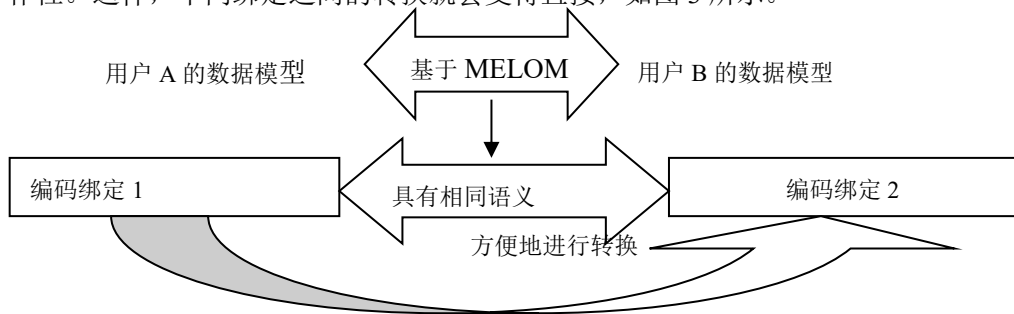 作性。这样，不同绑定之间的转换就会变得直接，如图 3 所示。
用户 A 的数据模型
基于 MELOM
用户 B 的数据模型
编码绑定 1
具有相同语义
编码绑定 2
方便地进行转换